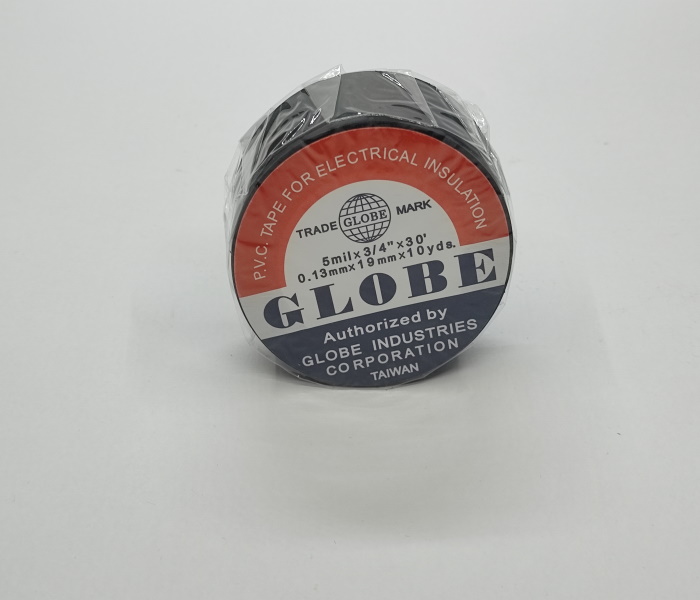 P.V.C. TAPE FOR ELECTRICAL INSULATION
TRADE GLOBE MARK
5mil×3/4"×30'
0.13mm×19mm×10yds.
GLOBE
Authorized by
GLOBE INDUSTRIES
CORPORATION
TAIWAN